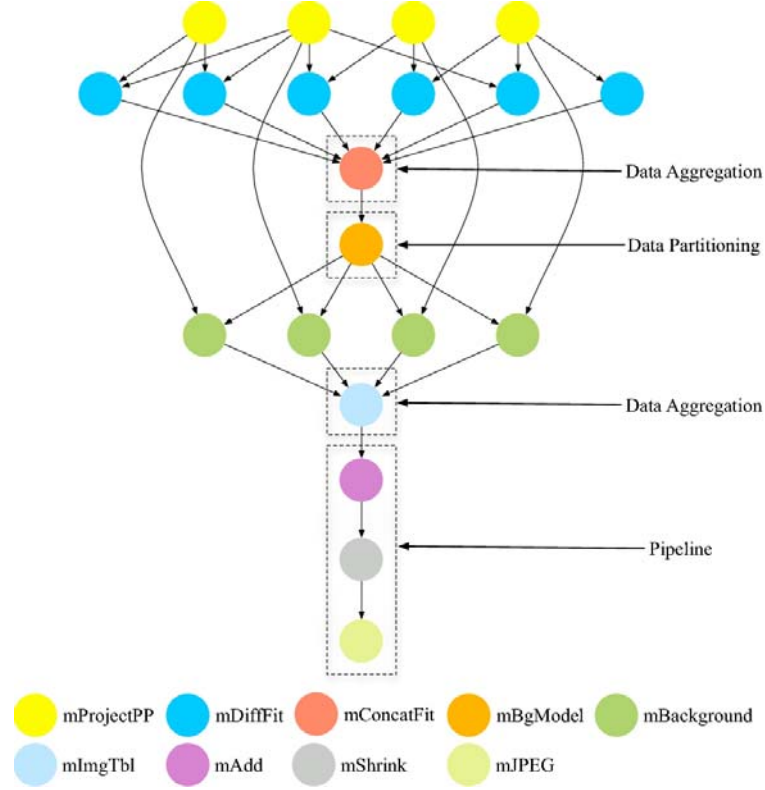 Data Aggregation
Data Partitioning
Data Aggregation
Pipeline
mProjectPP mDiffFit mConcatFit mBgModel mBackground
mImgTbl mAdd mShrink mJPEG